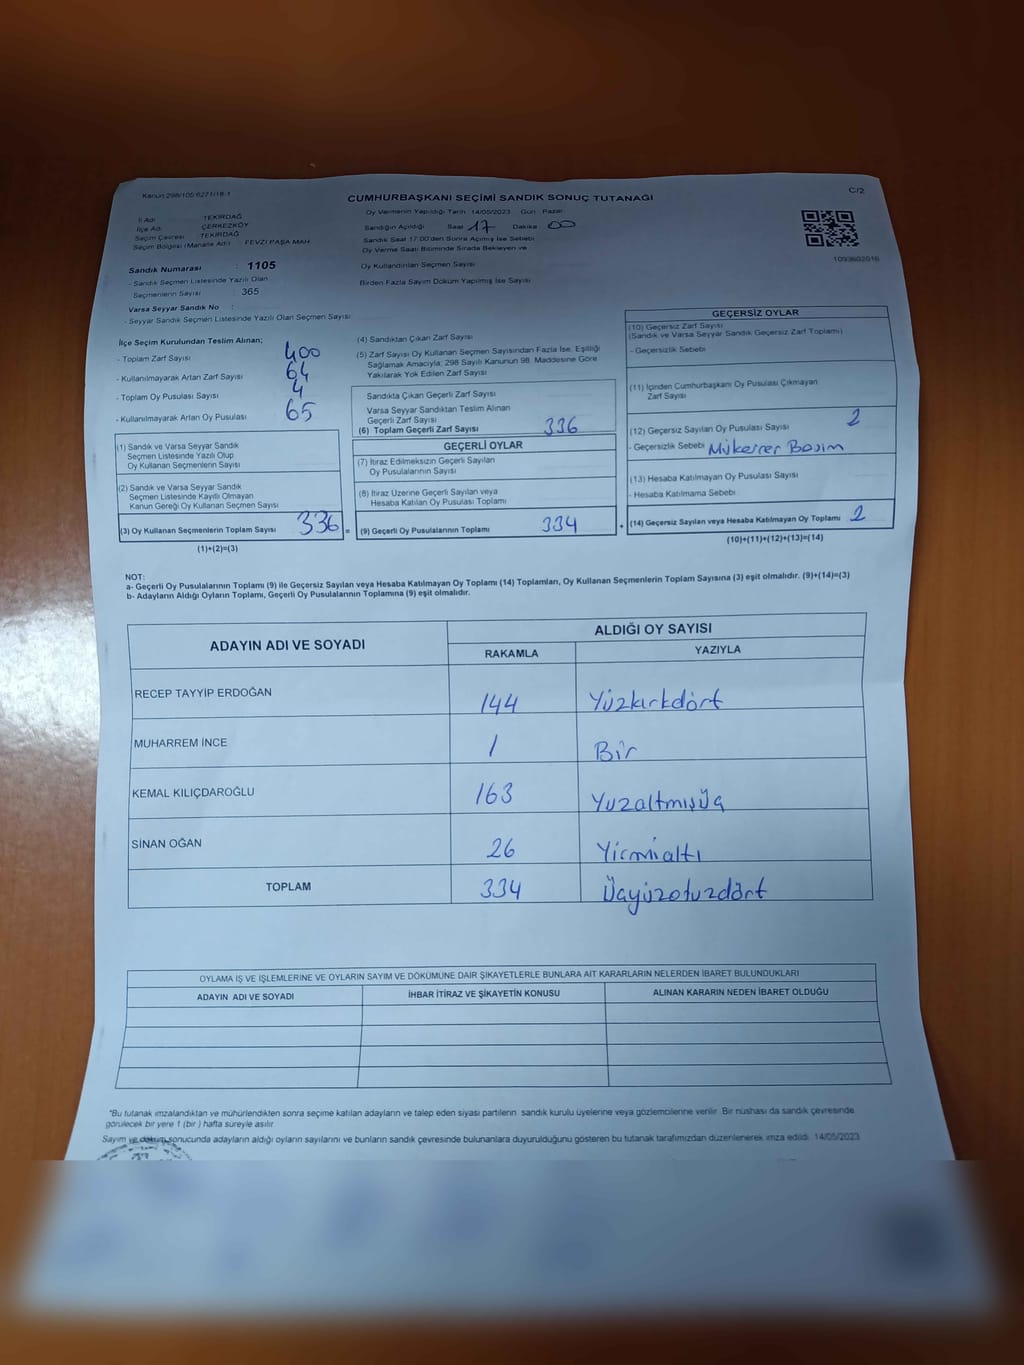 Kanun:298/105/6271/18-1
C/2
CUMHURBAŞKANI SEÇİMİ SANDIK SONUÇ TUTANAĞI
İl Adı TEKİRDAĞ
İlçe Adı ÇERKEZKÖY
Seçim Çevresi TEKİRDAĞ
Seçim Bölgesi (Mahalle Adı) FEVZİ PAŞA MAH.
Oy Vermenin Yapıldığı Tarih 14/05/2023 Gün Pazar
Sandığın Açıldığı Saat 17 Dakika 00
Sandık Saat 17:00'den Sonra Açılmış İse Sebebi
Oy Verme Saati Bitiminde Sırada Bekleyen ve
Oy Kullandırılan Seçmen Sayısı
Birden Fazla Sayım Döküm Yapılmış İse Sayısı
1093602016
Sandık Numarası : 1105
- Sandık Seçmen Listesinde Yazılı Olan
Seçmenlerin Sayısı : 365
Varsa Seyyar Sandık No :
- Seyyar Sandık Seçmen Listesinde Yazılı Olan Seçmen Sayısı
İlçe Seçim Kurulundan Teslim Alınan;
- Toplam Zarf Sayısı 400
- Kullanılmayarak Artan Zarf Sayısı 64
- Toplam Oy Pusulası Sayısı 4
- Kullanılmayarak Artan Oy Pusulası 65
(1) Sandık ve Varsa Seyyar Sandık
Seçmen Listesinde Yazılı Olup
Oy Kullanan Seçmenlerin Sayısı
(2) Sandık ve Varsa Seyyar Sandık
Seçmen Listesinde Kayıtlı Olmayan
Kanun Gereği Oy Kullanan Seçmen Sayısı
(3) Oy Kullanan Seçmenlerin Toplam Sayısı 336 =
(1)+(2)=(3)
(4) Sandıktan Çıkan Zarf Sayısı
(5) Zarf Sayısı Oy Kullanan Seçmen Sayısından Fazla İse, Eşitliği
Sağlamak Amacıyla; 298 Sayılı Kanunun 98. Maddesine Göre
Yakılarak Yok Edilen Zarf Sayısı
Sandıkta Çıkan Geçerli Zarf Sayısı
Varsa Seyyar Sandıktan Teslim Alınan
Geçerli Zarf Sayısı
(6) Toplam Geçerli Zarf Sayısı 336
GEÇERLİ OYLAR
(7) İtiraz Edilmeksizin Geçerli Sayılan
Oy Pusulalarının Sayısı
(8) İtiraz Üzerine Geçerli Sayılan veya
Hesaba Katılan Oy Pusulası Toplamı
(9) Geçerli Oy Pusulalarının Toplamı 334 +
GEÇERSİZ OYLAR
(10) Geçersiz Zarf Sayısı
(Sandık ve Varsa Seyyar Sandık Geçersiz Zarf Toplamı)
- Geçersizlik Sebebi
(11) İçinden Cumhurbaşkanı Oy Pusulası Çıkmayan
Zarf Sayısı
(12) Geçersiz Sayılan Oy Pusulası Sayısı 2
- Geçersizlik Sebebi Mükerrer Basım
(13) Hesaba Katılmayan Oy Pusulası Sayısı
- Hesaba Katılmama Sebebi
(14) Geçersiz Sayılan veya Hesaba Katılmayan Oy Toplamı 2
(10)+(11)+(12)+(13)=(14)
NOT:
a- Geçerli Oy Pusulalarının Toplamı (9) ile Geçersiz Sayılan veya Hesaba Katılmayan Oy Toplamı (14) Toplamları, Oy Kullanan Seçmenlerin Toplam Sayısına (3) eşit olmalıdır. (9)+(14)=(3)
b- Adayların Aldığı Oyların Toplamı, Geçerli Oy Pusulalarının Toplamına (9) eşit olmalıdır.
ADAYIN ADI VE SOYADI
ALDIĞI OY SAYISI
RAKAMLA YAZIYLA
RECEP TAYYİP ERDOĞAN 144 Yüzkırkdört
MUHARREM İNCE 1 Bir
KEMAL KILIÇDAROĞLU 163 Yuzaltmışüç
SİNAN OĞAN 26 Yirmialtı
TOPLAM 334 Üçyüzotuzdört
OYLAMA İŞ VE İŞLEMLERİNE VE OYLARIN SAYIM VE DÖKÜMÜNE DAİR ŞİKAYETLERLE BUNLARA AİT KARARLARIN NELERDEN İBARET BULUNDUKLARI
ADAYIN ADI VE SOYADI İHBAR İTİRAZ VE ŞİKAYETİN KONUSU ALINAN KARARIN NEDEN İBARET OLDUĞU
"Bu tutanak imzalandıktan ve mühürlendikten sonra seçime katılan adayların ve talep eden siyasi partilerin sandık kurulu üyelerine veya gözlemcilerine verilir. Bir nüshası da sandık çevresinde
görülecek bir yere 1 (bir ) hafta süreyle asılır.
Sayım ve döküm sonucunda adayların aldığı oyların sayılarını ve bunların sandık çevresinde bulunanlara duyurulduğunu gösteren bu tutanak tarafımızdan düzenlenerek imza edildi. 14/05/2023